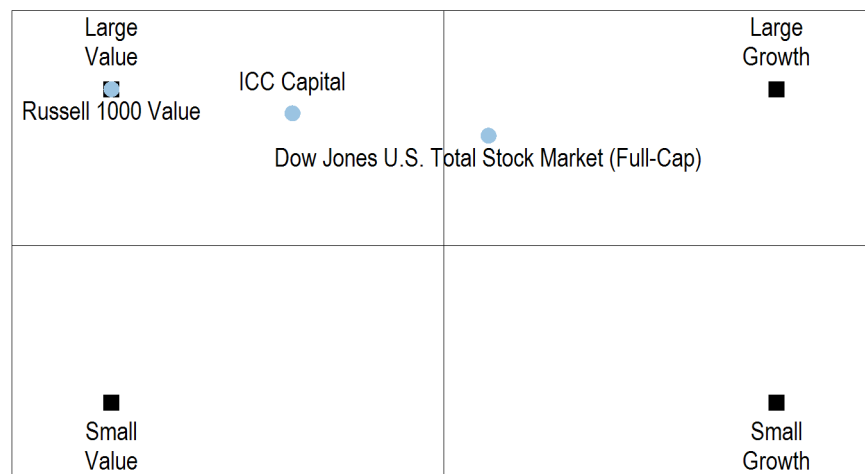 Large
Value
Large
Growth
ICC Capital
Russell 1000 Value
Dow Jones U.S. Total Stock Market (Full-Cap)
Small
Value
Small
Growth